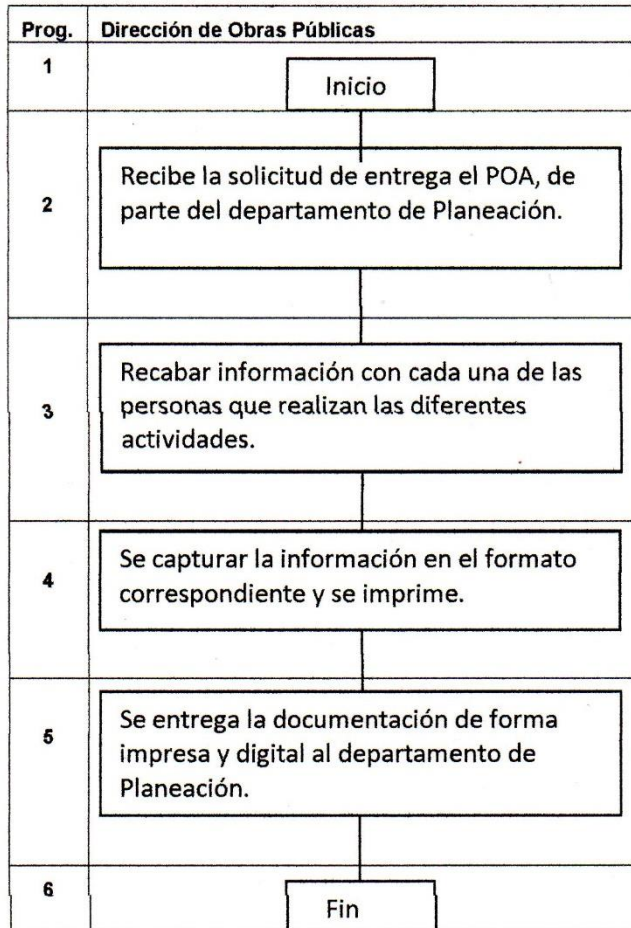 Prog. Dirección de Obras Públicas
1
Inicio
2
Recibe la solicitud de entrega el POA, de
parte del departamento de Planeación.
3
Recabar información con cada una de las
personas que realizan las diferentes
actividades.
4
Se capturar la información en el formato
correspondiente y se imprime.
5
Se entrega la documentación de forma
impresa y digital al departamento de
Planeación.
6
Fin